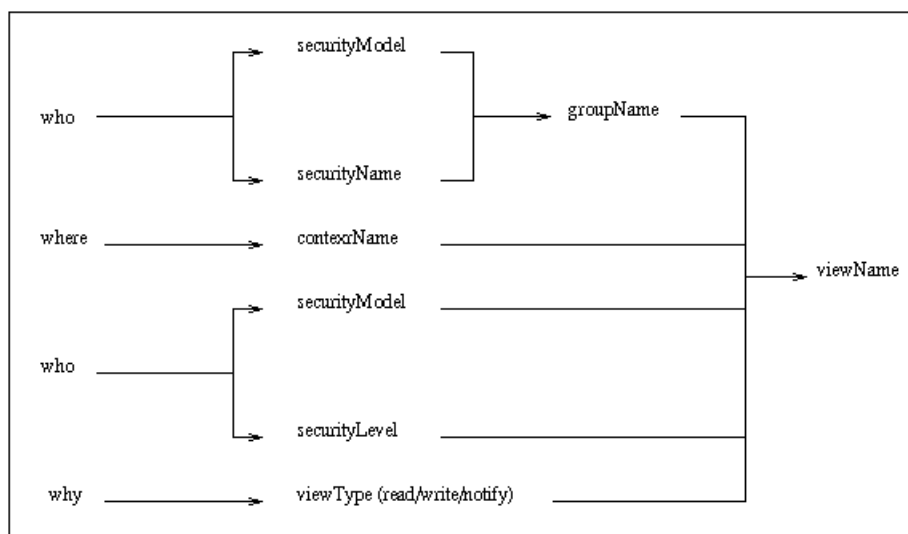 securityModel
who
groupName
securityName
where
contexrName
viewName
securityModel
who
securityLevel
why
viewType (read/write/notify)